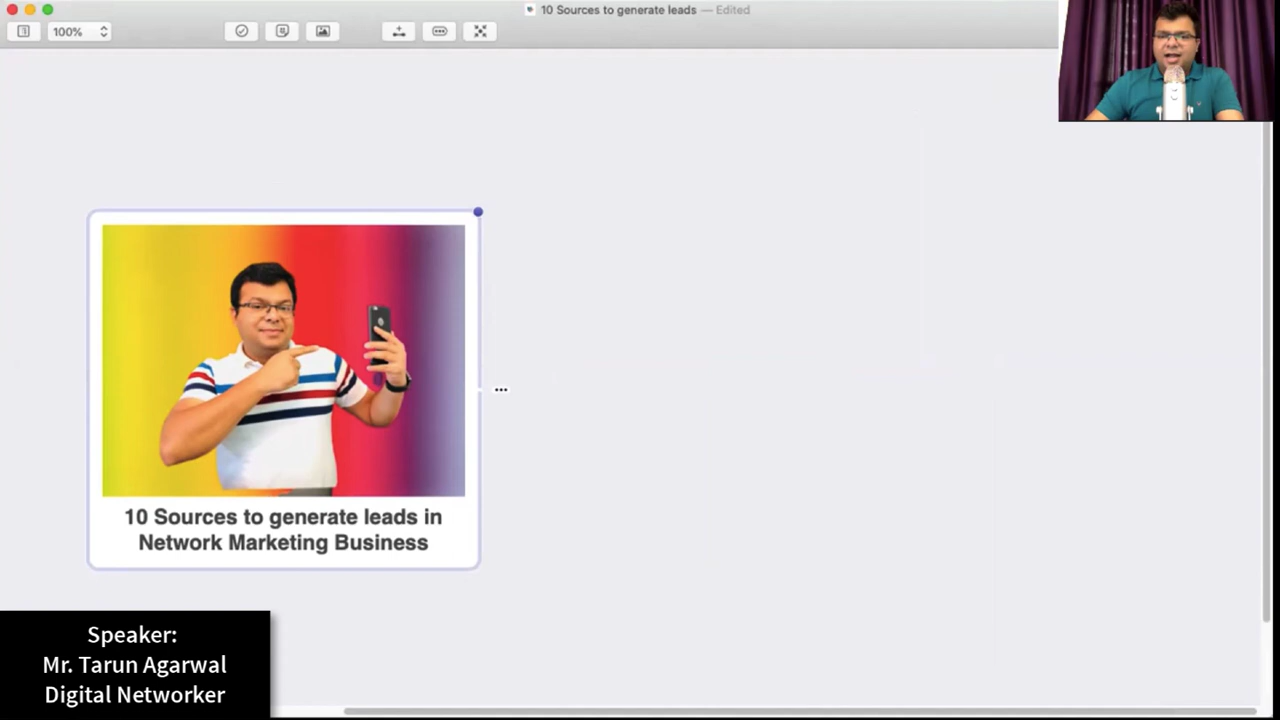 10 Sources to generate leads — Edited
100%
10 Sources to generate leads in
Network Marketing Business
Speaker:
Mr. Tarun Agarwal
Digital Networker